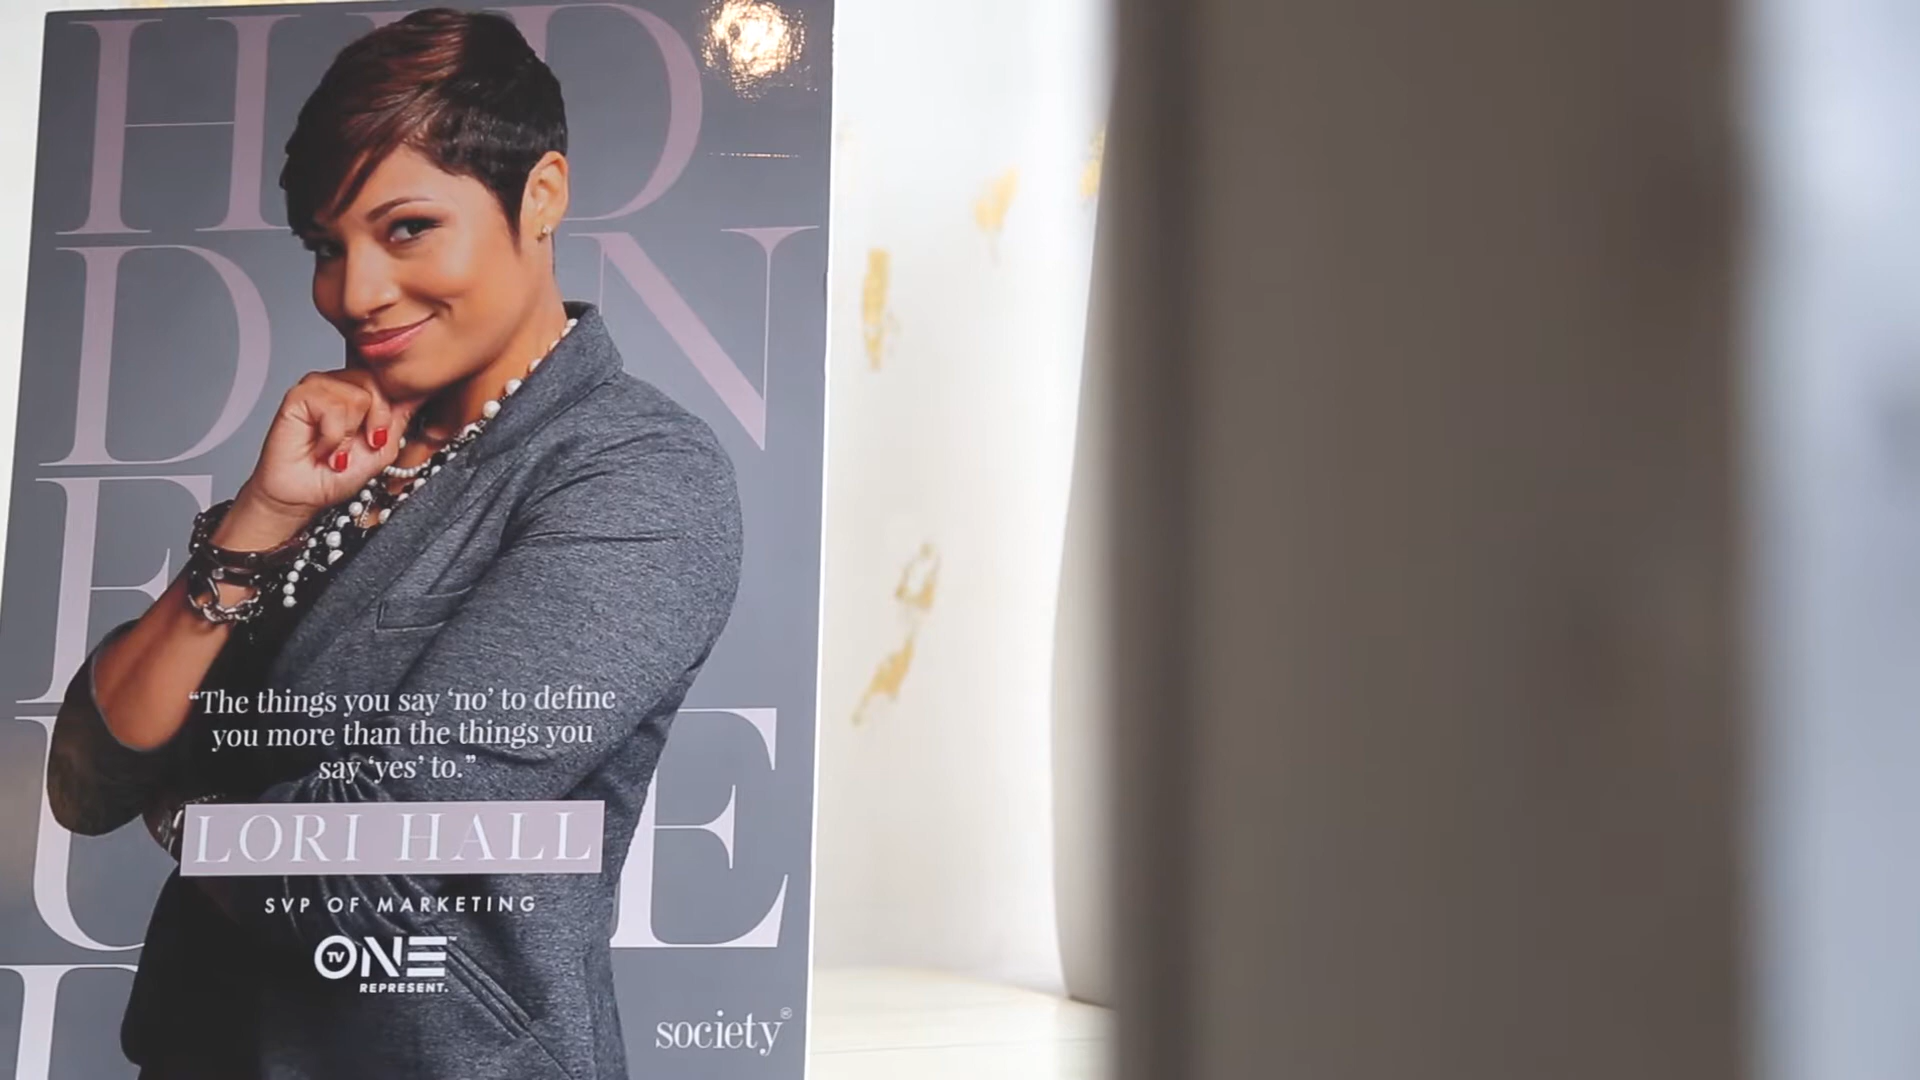 H D-
D N
F
U E
"The things you say 'no' to define
you more than the things you
say 'yes' to."
LORI HALL
SVP OF MARKETING
TV ONE™
REPRESENT.
society®